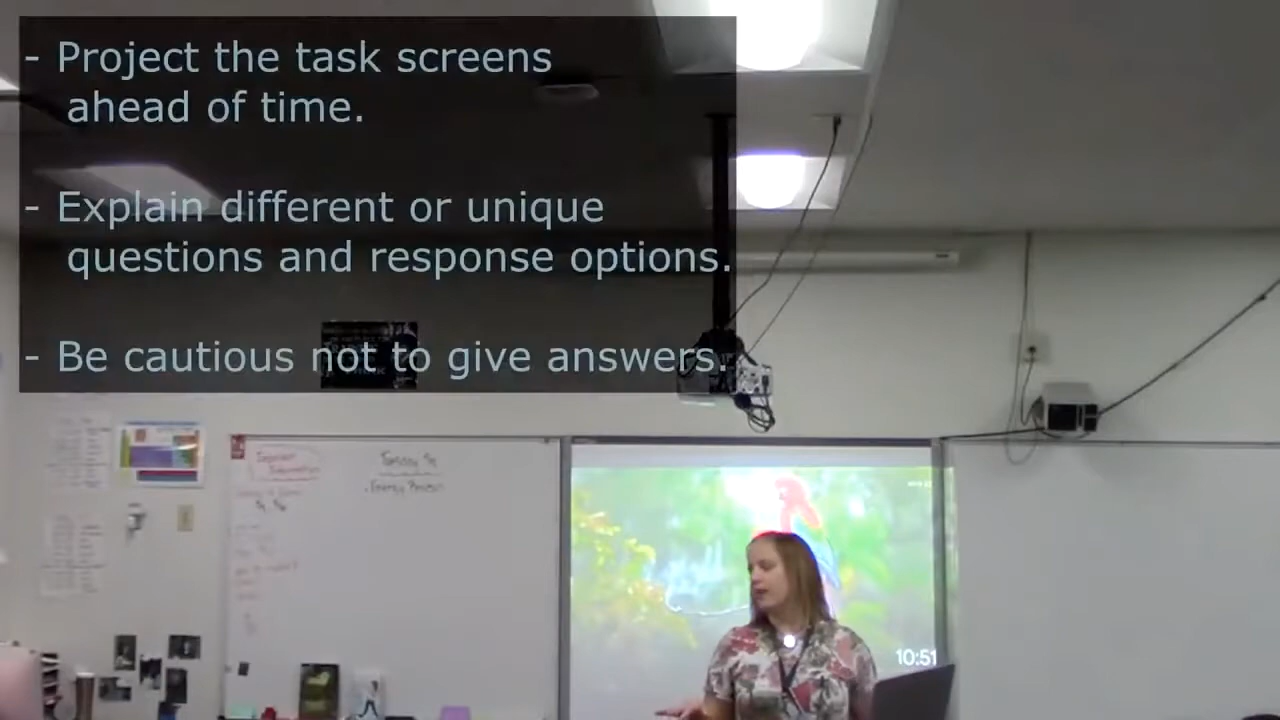 - Project the task screens
ahead of time.
- Explain different or unique
questions and response options.
- Be cautious not to give answers.
Tuesday
10:51